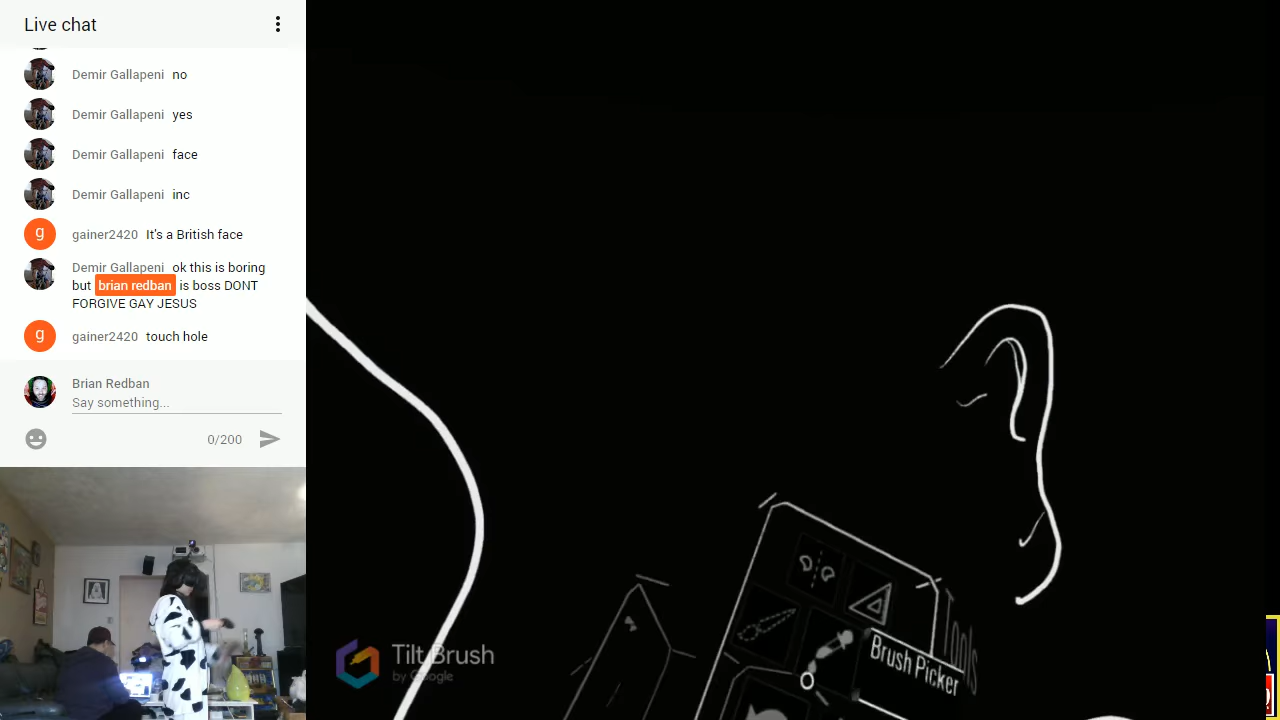 Live chat
Demir Gallapeni no
Demir Gallapeni yes
Demir Gallapeni face
Demir Gallapeni inc
g
gainer2420 It's a British face
Demir Gallapeni ok this is boring
but brian redban is boss DONT
FORGIVE GAY JESUS
g
gainer2420 touch hole
Brian Redban
Say something...
0/200
Tilt Brush
by Google
Tools
Brush Picker